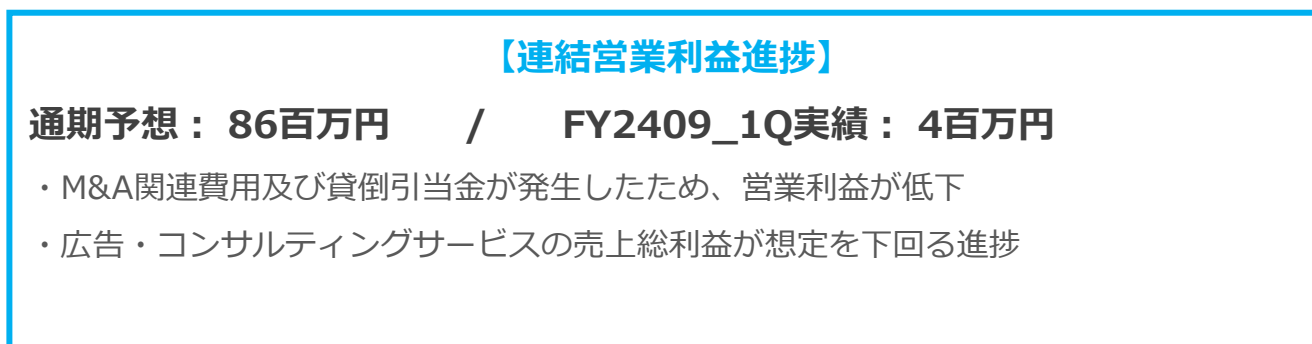 【連結営業利益進捗】
通期予想： 86百万円　　/　　FY2409_1Q実績： 4百万円
・M&A関連費用及び貸倒引当金が発生したため、営業利益が低下
・広告・コンサルティングサービスの売上総利益が想定を下回る進捗